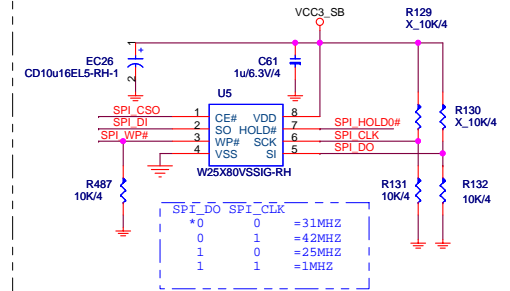 VCC3_SB
R129
X_10K/4
EC26
CD10u16EL5-RH-1
1
+
2
C61
1u/6.3V/4
U5
SPI_CSO 1 CE# VDD 8
SPI_DI 2 SO HOLD# 7 SPI_HOLD0#
SPI_WP# 3 WP# SCK 6 SPI_CLK
4 VSS SI 5 SPI_DO
W25X80VSSIG-RH
R130
X_10K/4
R487
10K/4
R131
10K/4
R132
10K/4
SPI_DO SPI_CLK
*0 0 =31MHZ
0 1 =42MHZ
1 0 =25MHZ
1 1 =1MHZ